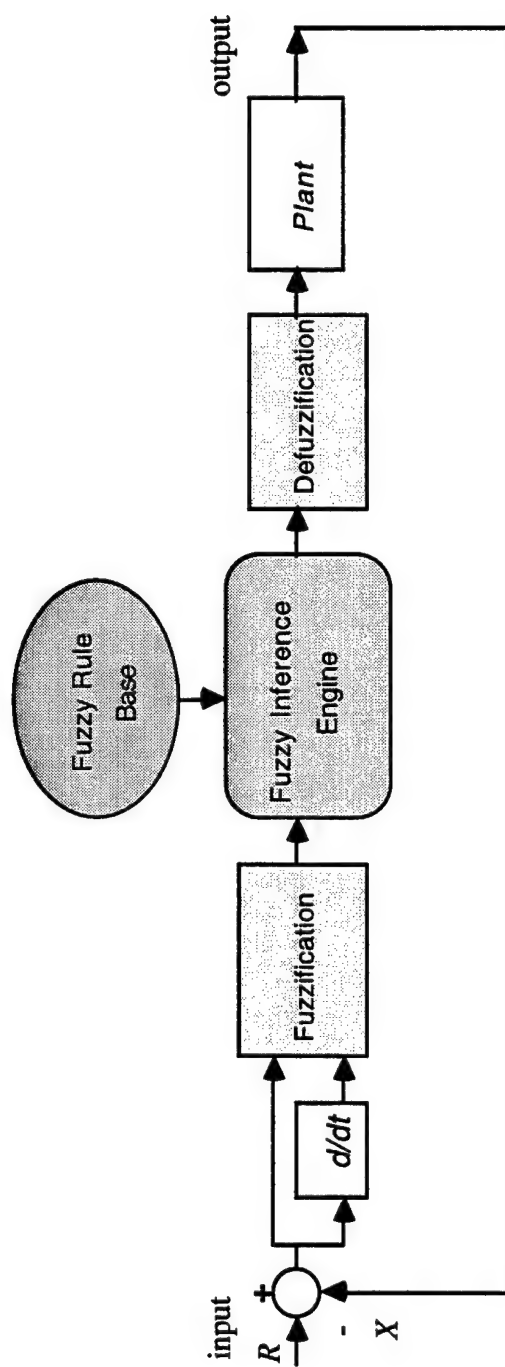 input
R
+
-
X
d/dt
Fuzzification
Fuzzy Rule
Base
Fuzzy Inference
Engine
Defuzzification
Plant
output